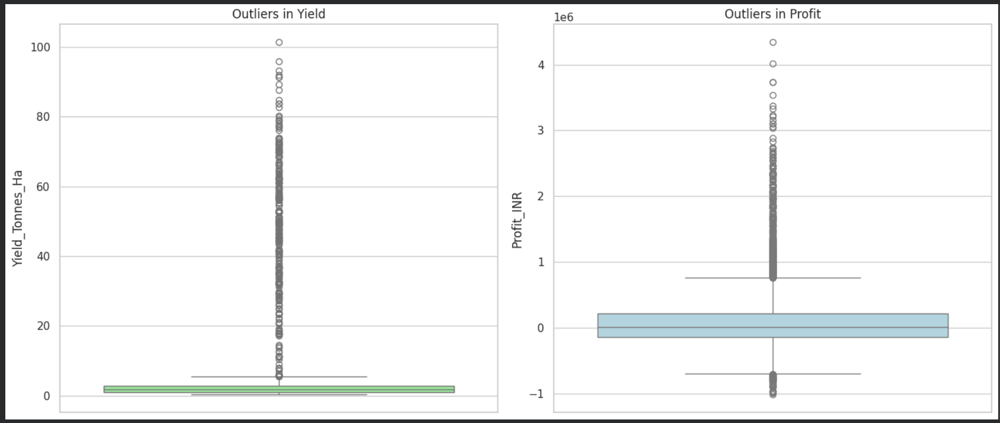 Outliers in Yield
100
80
60
40
20
0
Yield_Tonnes_Ha
Outliers in Profit
1e6
4
3
2
1
0
−1
Profit_INR